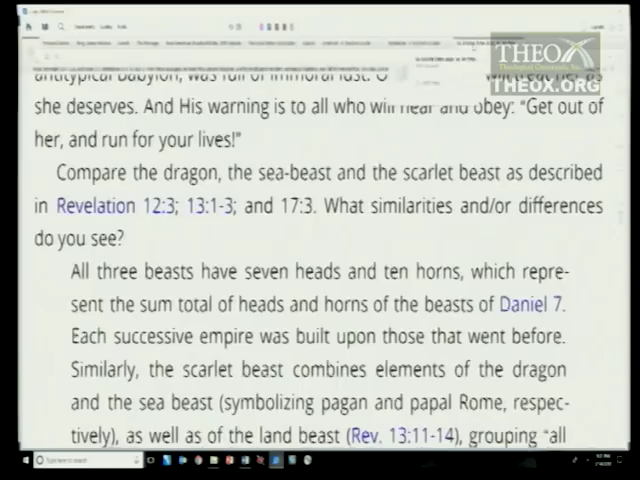 THEOX
THEOX.ORG
antitypical Babylon, was full of immoral lust.
she deserves. And His warning is to all who will hear and obey: "Get out of
her, and run for your lives!"
Compare the dragon, the sea-beast and the scarlet beast as described
in Revelation 12:3; 13:1-3; and 17:3. What similarities and/or differences
do you see?
All three beasts have seven heads and ten horns, which repre-
sent the sum total of heads and horns of the beasts of Daniel 7.
Each successive empire was built upon those that went before.
Similarly, the scarlet beast combines elements of the dragon
and the sea beast (symbolizing pagan and papal Rome, respec-
tively), as well as of the land beast (Rev. 13:11-14), grouping "all